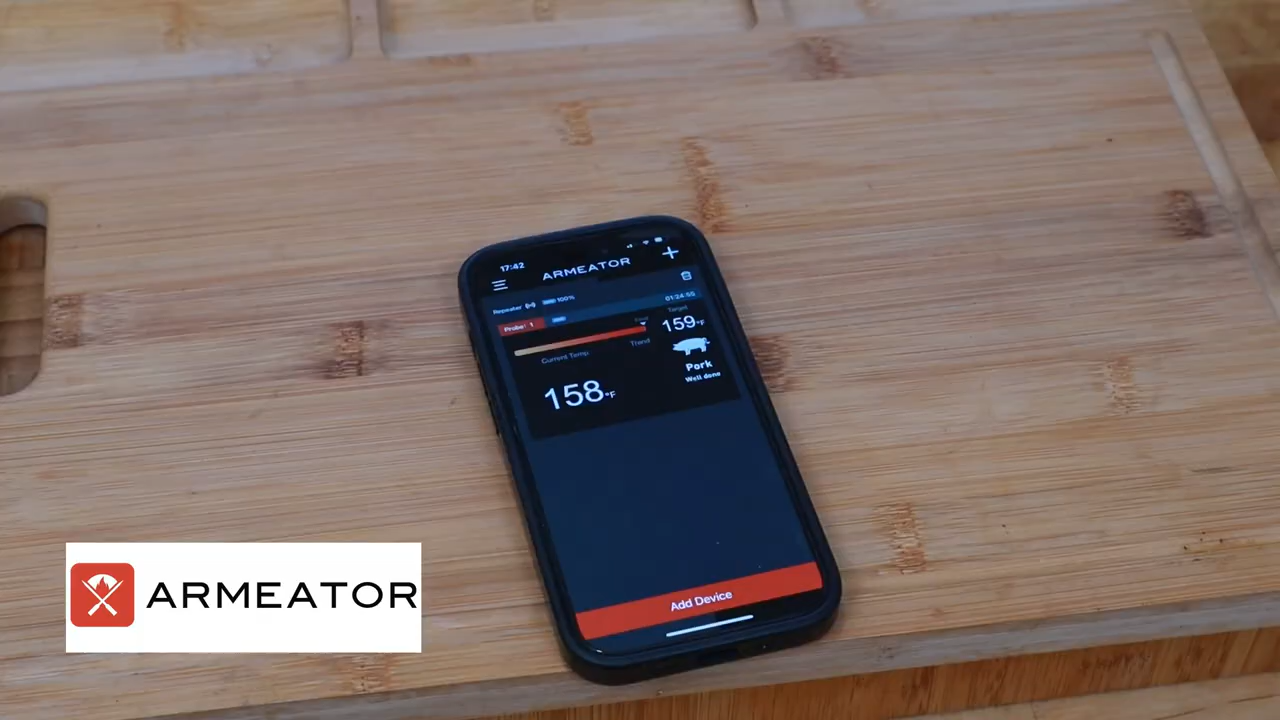 17:42
ARMEATOR
Repeater 100%
01:24:55
Probe: 1
Target
159°F
Current Temp
Trend
Pork
Well done
158°F
Add Device
ARMEATOR